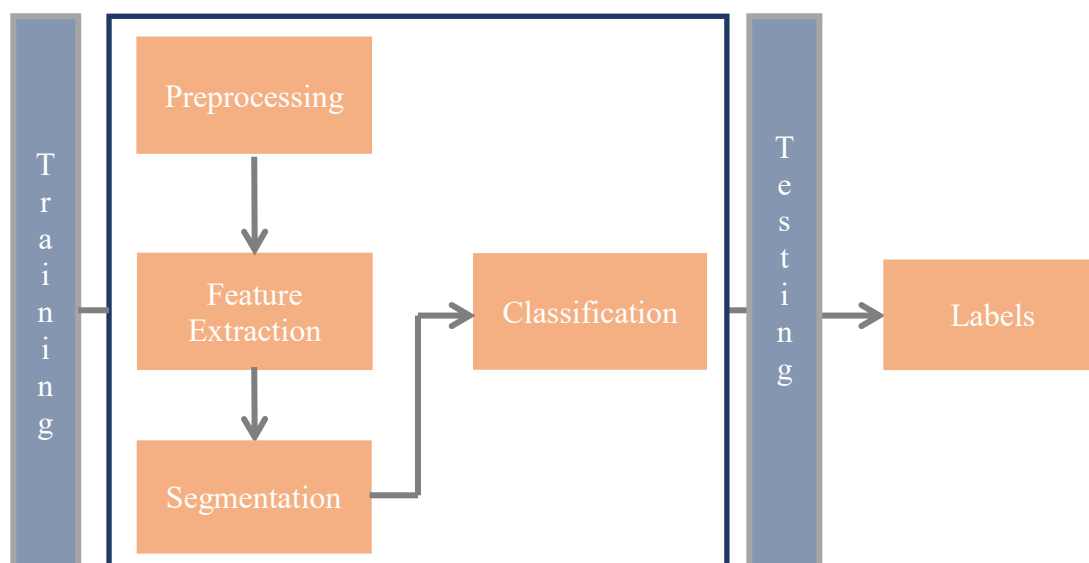 Training
Preprocessing
Feature
Extraction
Segmentation
Classification
Testing
Labels